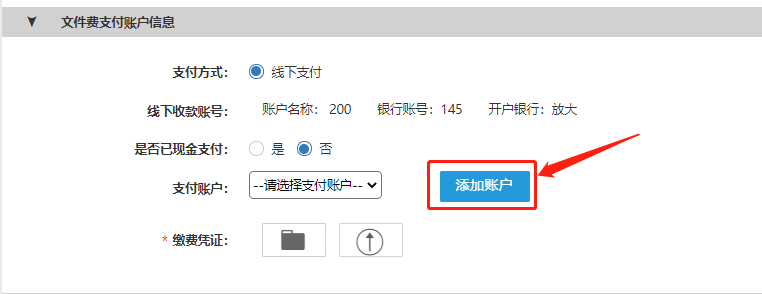 文件费支付账户信息
支付方式： 线下支付
线下收款账号： 账户名称： 200 银行账号：145 开户银行：放大
是否已现金支付： 是 否
支付账户： --请选择支付账户-- 添加账户
* 缴费凭证：